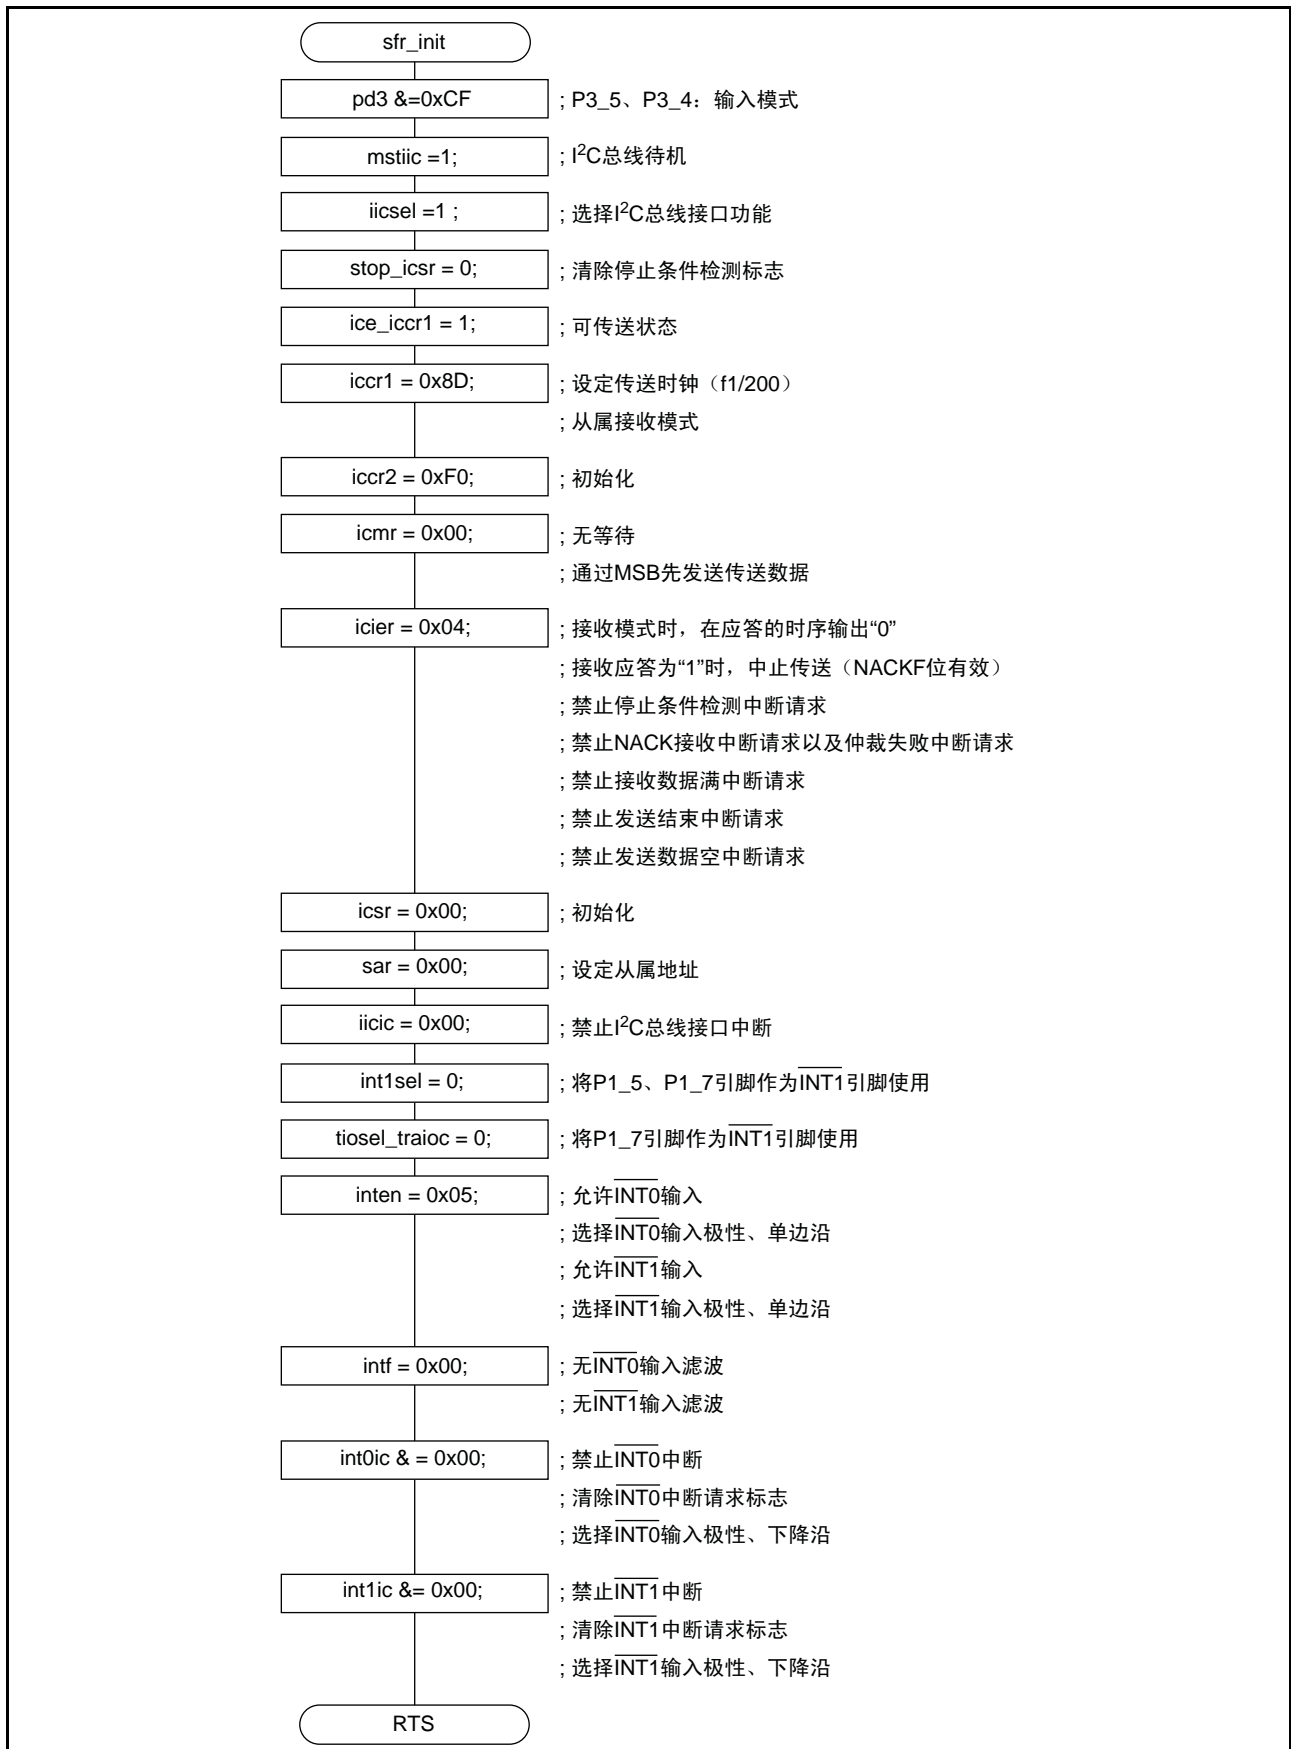 sfr_init
pd3 &=0xCF ; P3_5、P3_4：输入模式
mstiic =1; ; I²C总线待机
iicsel =1 ; ; 选择I²C总线接口功能
stop_icsr = 0; ; 清除停止条件检测标志
ice_iccr1 = 1; ; 可传送状态
iccr1 = 0x8D; ; 设定传送时钟（f1/200）
; 从属接收模式
iccr2 = 0xF0; ; 初始化
icmr = 0x00; ; 无等待
; 通过MSB先发送传送数据
icier = 0x04; ; 接收模式时，在应答的时序输出“0”
; 接收应答为“1”时，中止传送（NACKF位有效）
; 禁止停止条件检测中断请求
; 禁止NACK接收中断请求以及仲裁失败中断请求
; 禁止接收数据满中断请求
; 禁止发送结束中断请求
; 禁止发送数据空中断请求
icsr = 0x00; ; 初始化
sar = 0x00; ; 设定从属地址
iicic = 0x00; ; 禁止I²C总线接口中断
int1sel = 0; ; 将P1_5、P1_7引脚作为INT1引脚使用
tiosel_traioc = 0; ; 将P1_7引脚作为INT1引脚使用
inten = 0x05; ; 允许INT0输入
; 选择INT0输入极性、单边沿
; 允许INT1输入
; 选择INT1输入极性、单边沿
intf = 0x00; ; 无INT0输入滤波
; 无INT1输入滤波
int0ic & = 0x00; ; 禁止INT0中断
; 清除INT0中断请求标志
; 选择INT0输入极性、下降沿
int1ic &= 0x00; ; 禁止INT1中断
; 清除INT1中断请求标志
; 选择INT1输入极性、下降沿
RTS